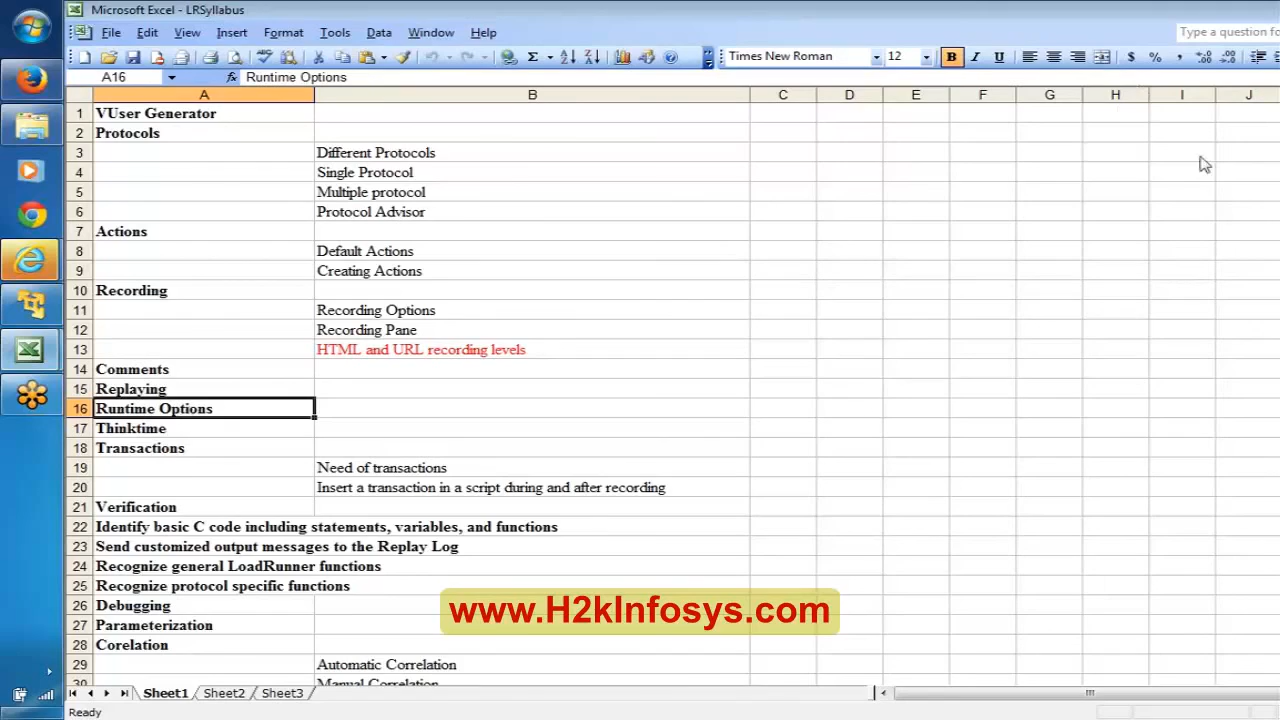 Microsoft Excel - LRSyllabus
File Edit View Insert Format Tools Data Window Help
Type a question fo
Times New Roman 12 B I U $ % ,
A16 fx Runtime Options
A B C D E F G H I J
1 VUser Generator
2 Protocols
3 Different Protocols
4 Single Protocol
5 Multiple protocol
6 Protocol Advisor
7 Actions
8 Default Actions
9 Creating Actions
10 Recording
11 Recording Options
12 Recording Pane
13 HTML and URL recording levels
14 Comments
15 Replaying
16 Runtime Options
17 Thinktime
18 Transactions
19 Need of transactions
20 Insert a transaction in a script during and after recording
21 Verification
22 Identify basic C code including statements, variables, and functions
23 Send customized output messages to the Replay Log
24 Recognize general LoadRunner functions
25 Recognize protocol specific functions
26 Debugging
27 Parameterization
28 Corelation
29 Automatic Correlation
30 Manual Correlation
www.H2kInfosys.com
Sheet1 Sheet2 Sheet3
Ready